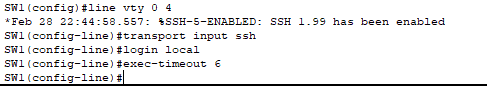 SW1(config)#line vty 0 4
*Feb 28 22:44:58.557: %SSH-5-ENABLED: SSH 1.99 has been enabled
SW1(config-line)#transport input ssh
SW1(config-line)#login local
SW1(config-line)#exec-timeout 6
SW1(config-line)#